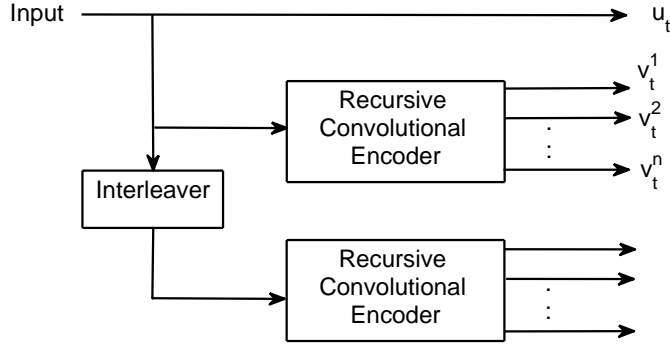 Input
u_t
v_t^1
Recursive
Convolutional
Encoder
v_t^2
v_t^n
Interleaver
Recursive
Convolutional
Encoder